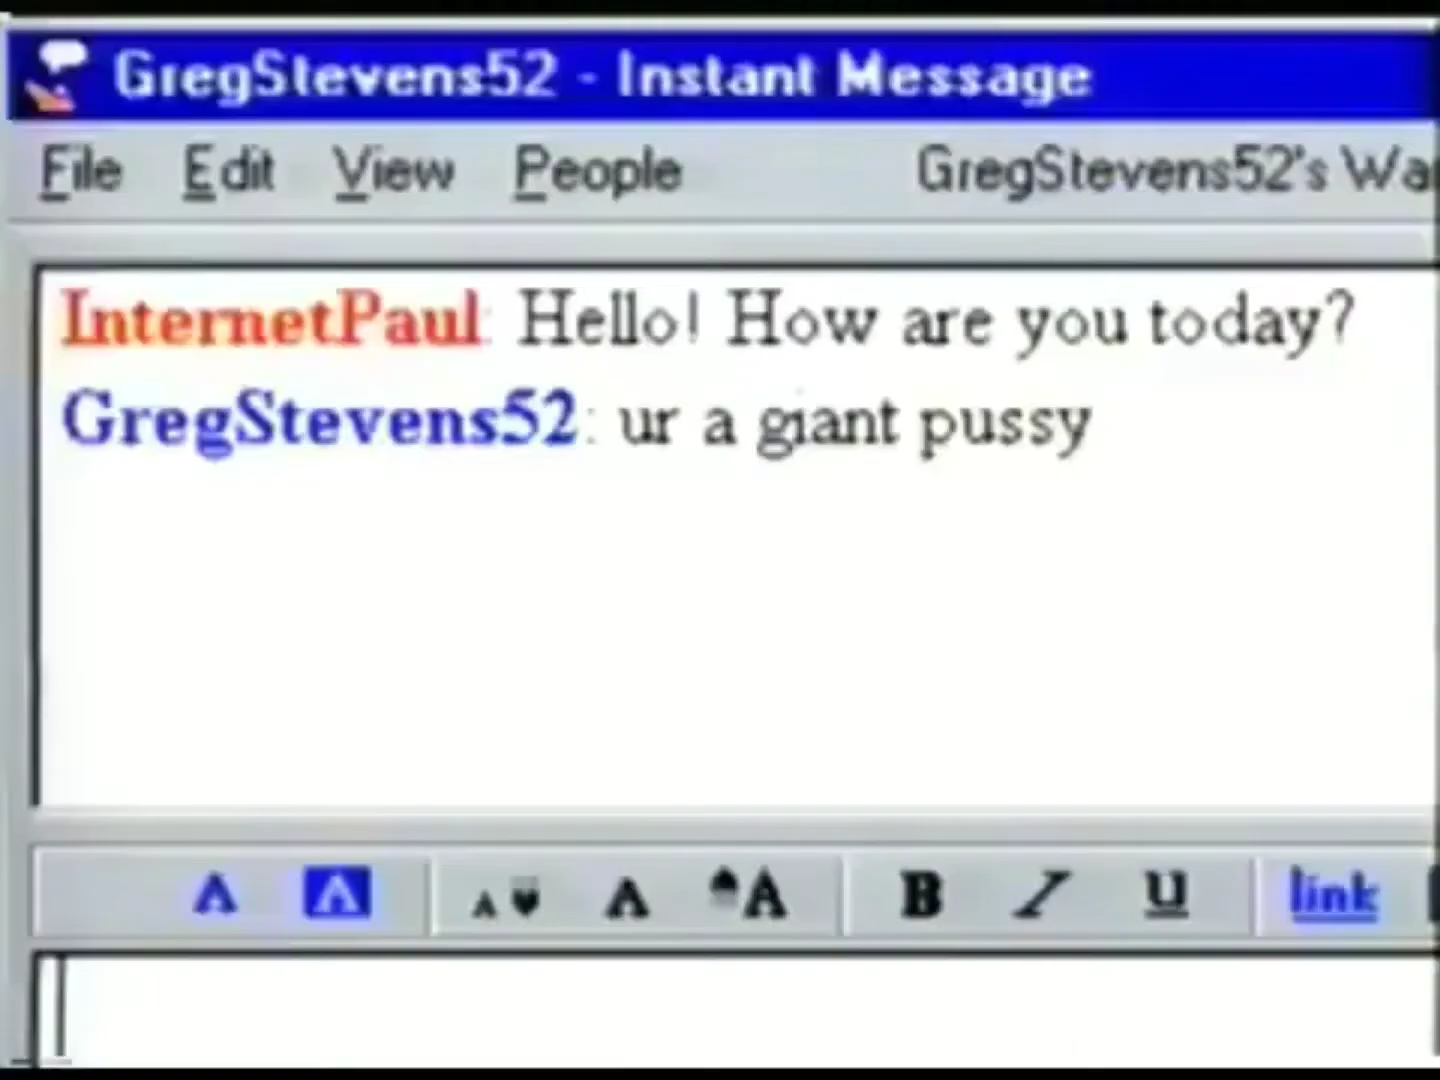 GregStevens52 - Instant Message
File Edit View People GregStevens52's
InternetPaul: Hello! How are you today?
GregStevens52: ur a giant pussy
A A A A A B I U link